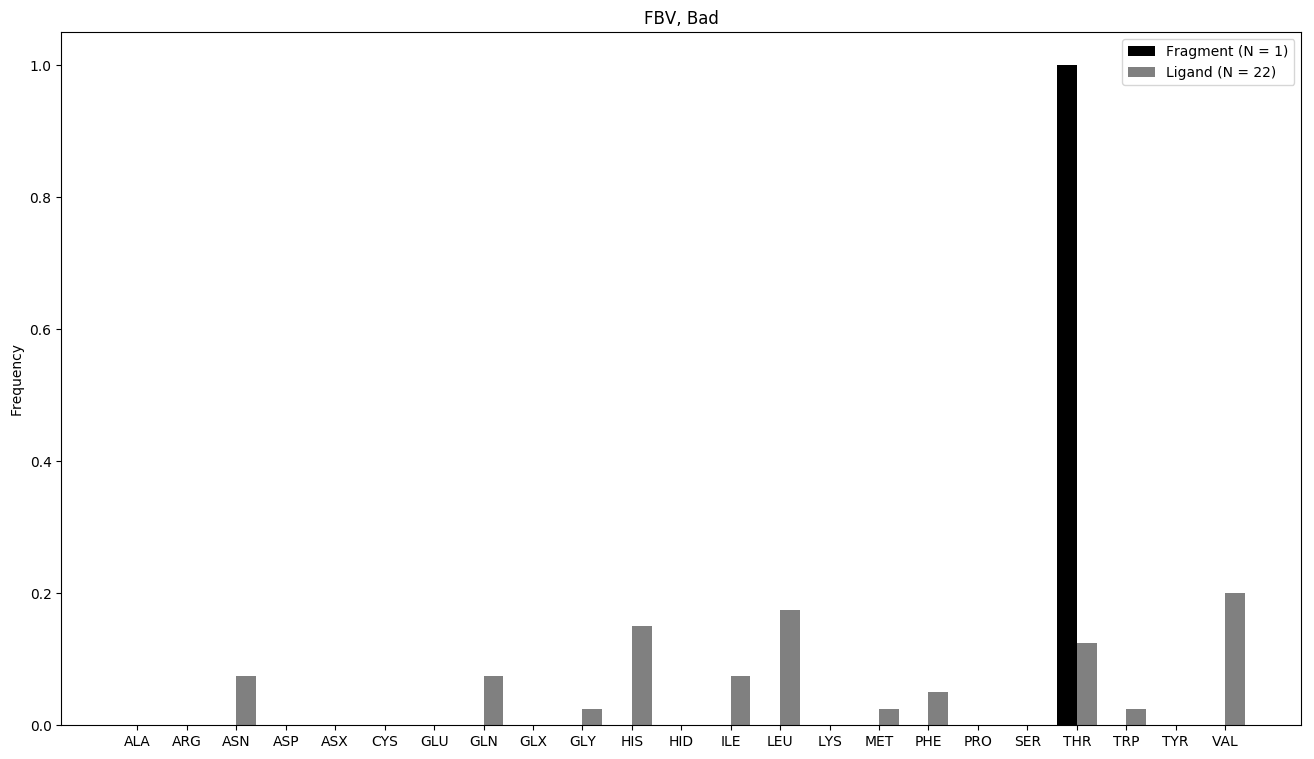 FBV, Bad
Fragment (N = 1)
Ligand (N = 22)
Frequency
1.0
0.8
0.6
0.4
0.2
0.0
ALA ARG ASN ASP ASX CYS GLU GLN GLX GLY HIS HID ILE LEU LYS MET PHE PRO SER THR TRP TYR VAL